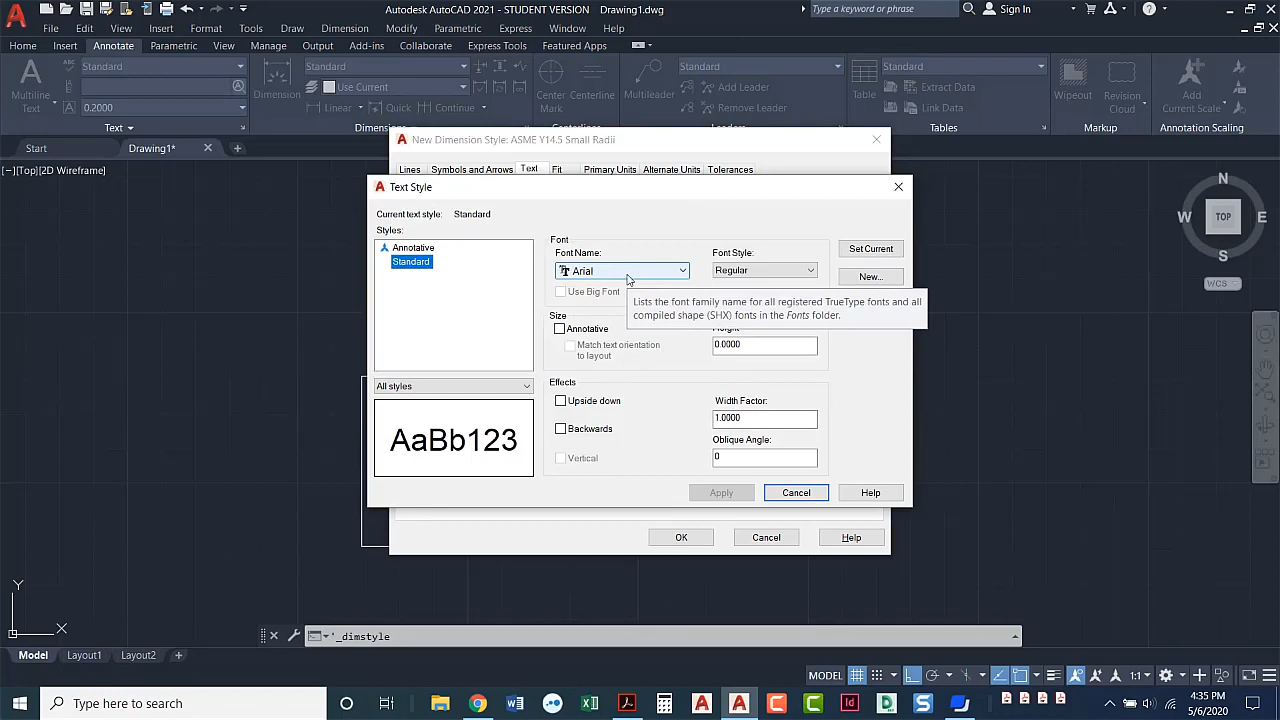 Autodesk AutoCAD 2021 - STUDENT VERSION Drawing1.dwg
Type a keyword or phrase
Sign In
File Edit View Insert Format Tools Draw Dimension Modify Parametric Express Window Help
Home Insert Annotate Parametric View Manage Output Add-ins Collaborate Express Tools Featured Apps
Standard
Standard
Standard
Standard
Multiline
Text
0.2000
Dimension
Use Current
Linear
Quick
Continue
Center
Mark
Centerline
Multileader
Add Leader
Remove Leader
Table
Extract Data
Link Data
Wipeout
Revision
Cloud
Add
Current Scale
Text
Tables
Markup
Annotation Scaling
Start
Drawing1*
[−][Top][2D Wireframe]
New Dimension Style: ASME Y14.5 Small Radii
Lines Symbols and Arrows Text Fit Primary Units Alternate Units Tolerances
Text Style
Current text style: Standard
Styles:
Annotative
Standard
All styles
AaBb123
Font
Font Name:
Arial
Font Style:
Regular
Use Big Font
Lists the font family name for all registered TrueType fonts and all
compiled shape (SHX) fonts in the Fonts folder.
Size
Annotative
Match text orientation
to layout
0.0000
Effects
Upside down
Backwards
Vertical
Width Factor:
1.0000
Oblique Angle:
0
Set Current
New...
Apply
Cancel
Help
OK
Cancel
Help
N
W
TOP
E
S
WCS
Y
X
'_dimstyle
Model Layout1 Layout2
MODEL
1:1
Type here to search
4:35 PM
5/6/2020